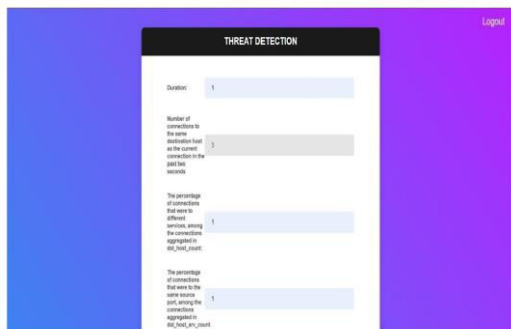 Logout
THREAT DETECTION
Duration:
1
Number of
connections to
the same
destination host
as the current
connection in the
past two
seconds
3
The percentage
of connections
that were to
different
services, among
the connections
aggregated in
dst_host_count:
1
The percentage
of connections
that were to the
same source
port, among the
connections
aggregated in
dst_host_srv_count
1